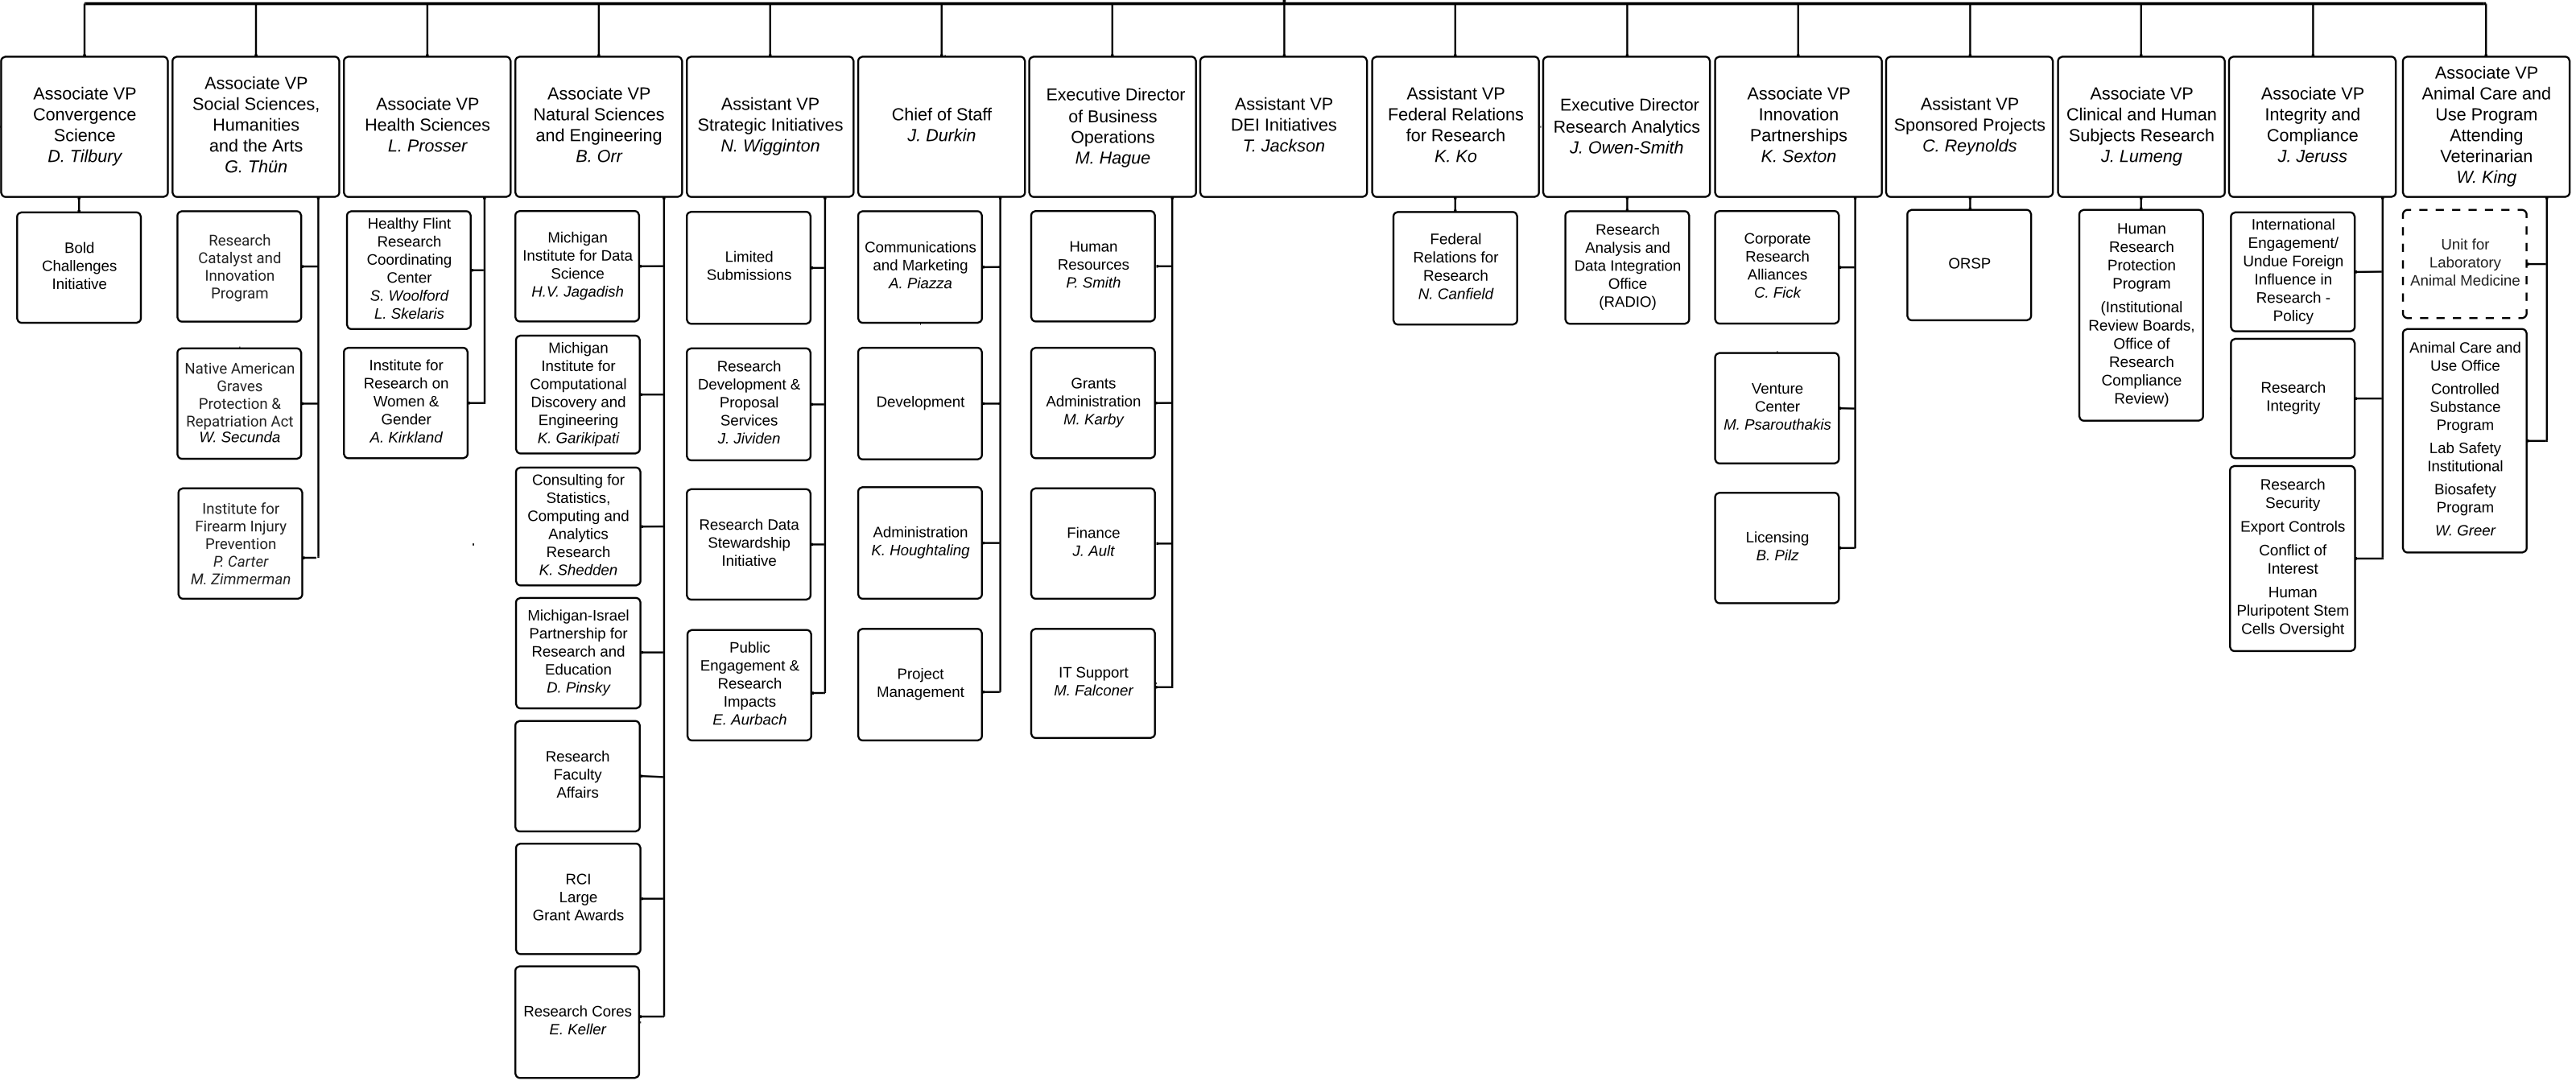 Associate VP
Convergence
Science
D. Tilbury
Associate VP
Social Sciences,
Humanities
and the Arts
G. Thün
Associate VP
Health Sciences
L. Prosser
Associate VP
Natural Sciences
and Engineering
B. Orr
Assistant VP
Strategic Initiatives
N. Wigginton
Chief of Staff
J. Durkin
Executive Director
of Business
Operations
M. Hague
Assistant VP
DEI Initiatives
T. Jackson
Assistant VP
Federal Relations
for Research
K. Ko
Executive Director
Research Analytics
J. Owen-Smith
Associate VP
Innovation
Partnerships
K. Sexton
Assistant VP
Sponsored Projects
C. Reynolds
Associate VP
Clinical and Human
Subjects Research
J. Lumeng
Associate VP
Integrity and
Compliance
J. Jeruss
Associate VP
Animal Care and
Use Program
Attending
Veterinarian
W. King
Bold
Challenges
Initiative
Research
Catalyst and
Innovation
Program
Native American
Graves
Protection &
Repatriation Act
W. Secunda
Institute for
Firearm Injury
Prevention
P. Carter
M. Zimmerman
Healthy Flint
Research
Coordinating
Center
S. Woolford
L. Skelaris
Institute for
Research on
Women &
Gender
A. Kirkland
Michigan
Institute for Data
Science
H.V. Jagadish
Michigan
Institute for
Computational
Discovery and
Engineering
K. Garikipati
Consulting for
Statistics,
Computing and
Analytics
Research
K. Shedden
Michigan-Israel
Partnership for
Research and
Education
D. Pinsky
Research
Faculty
Affairs
RCI
Large
Grant Awards
Research Cores
E. Keller
Limited
Submissions
Research
Development &
Proposal
Services
J. Jividen
Research Data
Stewardship
Initiative
Public
Engagement &
Research
Impacts
E. Aurbach
Communications
and Marketing
A. Piazza
Development
Administration
K. Houghtaling
Project
Management
Human
Resources
P. Smith
Grants
Administration
M. Karby
Finance
J. Ault
IT Support
M. Falconer
Federal
Relations for
Research
N. Canfield
Research
Analysis and
Data Integration
Office
(RADIO)
Corporate
Research
Alliances
C. Fick
Venture
Center
M. Psarouthakis
Licensing
B. Pilz
ORSP
Human
Research
Protection
Program
(Institutional
Review Boards,
Office of
Research
Compliance
Review)
International
Engagement/
Undue Foreign
Influence in
Research -
Policy
Research
Integrity
Research
Security
Export Controls
Conflict of
Interest
Human
Pluripotent Stem
Cells Oversight
Unit for
Laboratory
Animal Medicine
Animal Care and
Use Office
Controlled
Substance
Program
Lab Safety
Institutional
Biosafety
Program
W. Greer